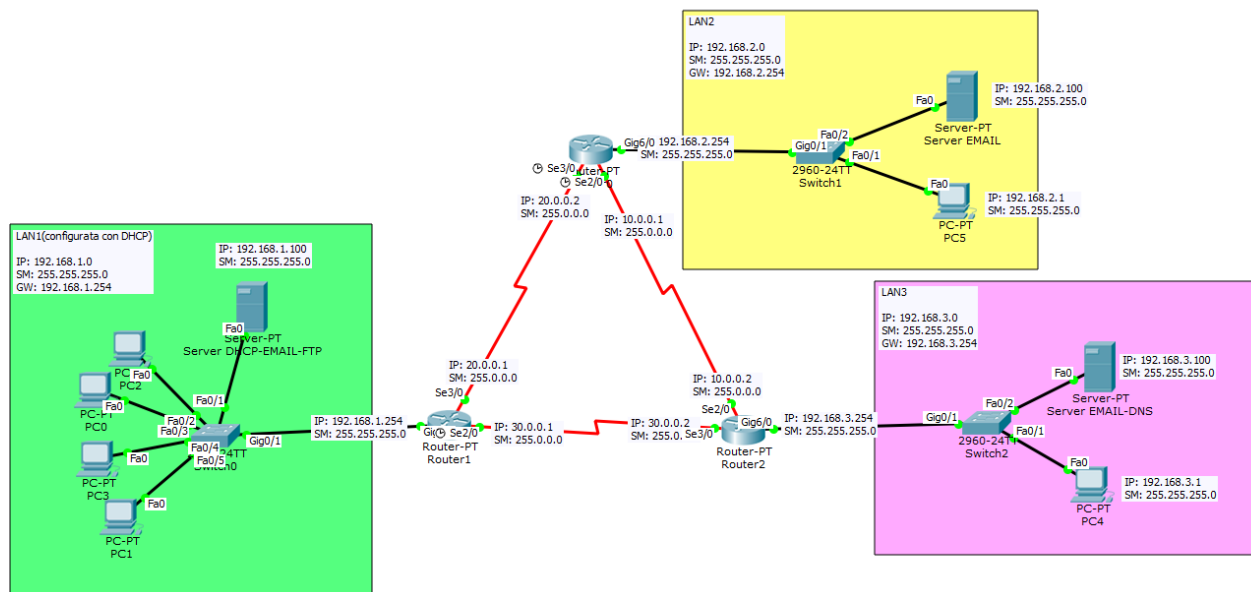 LAN2
IP: 192.168.2.0
SM: 255.255.255.0
GW: 192.168.2.254
IP: 192.168.2.100
SM: 255.255.255.0
Fa0
Server-PT
Server EMAIL
Fa0/2
Gig0/1
Fa0/1
2960-24TT
Switch1
Fa0
PC-PT
PC5
IP: 192.168.2.1
SM: 255.255.255.0
Gig6/0
192.168.2.254
SM: 255.255.255.0
Se3/0
Se2/0
IP: 20.0.0.2
SM: 255.0.0.0
IP: 10.0.0.1
SM: 255.0.0.0
LAN1(configurata con DHCP)
IP: 192.168.1.0
SM: 255.255.255.0
GW: 192.168.1.254
IP: 192.168.1.100
SM: 255.255.255.0
Fa0
Server-PT
Server DHCP-EMAIL-FTP
Fa0
PC2
Fa0
PC-PT
PC0
Fa0
PC-PT
PC3
Fa0
PC-PT
PC1
Fa0/1
Fa0/2
Fa0/3
Fa0/4
Fa0/5
Gig0/1
Switch0
IP: 192.168.1.254
SM: 255.255.255.0
IP: 20.0.0.1
SM: 255.0.0.0
Se3/0
Se2/0
Router-PT
Router1
IP: 30.0.0.1
SM: 255.0.0.0
IP: 10.0.0.2
SM: 255.0.0.0
Se2/0
IP: 30.0.0.2
SM: 255.0.
Se3/0
Gig6/0
Router-PT
Router2
IP: 192.168.3.254
SM: 255.255.255.0
LAN3
IP: 192.168.3.0
SM: 255.255.255.0
GW: 192.168.3.254
IP: 192.168.3.100
SM: 255.255.255.0
Fa0
Server-PT
Server EMAIL-DNS
Fa0/2
Gig0/1
Fa0/1
2960-24TT
Switch2
Fa0
PC-PT
PC4
IP: 192.168.3.1
SM: 255.255.255.0